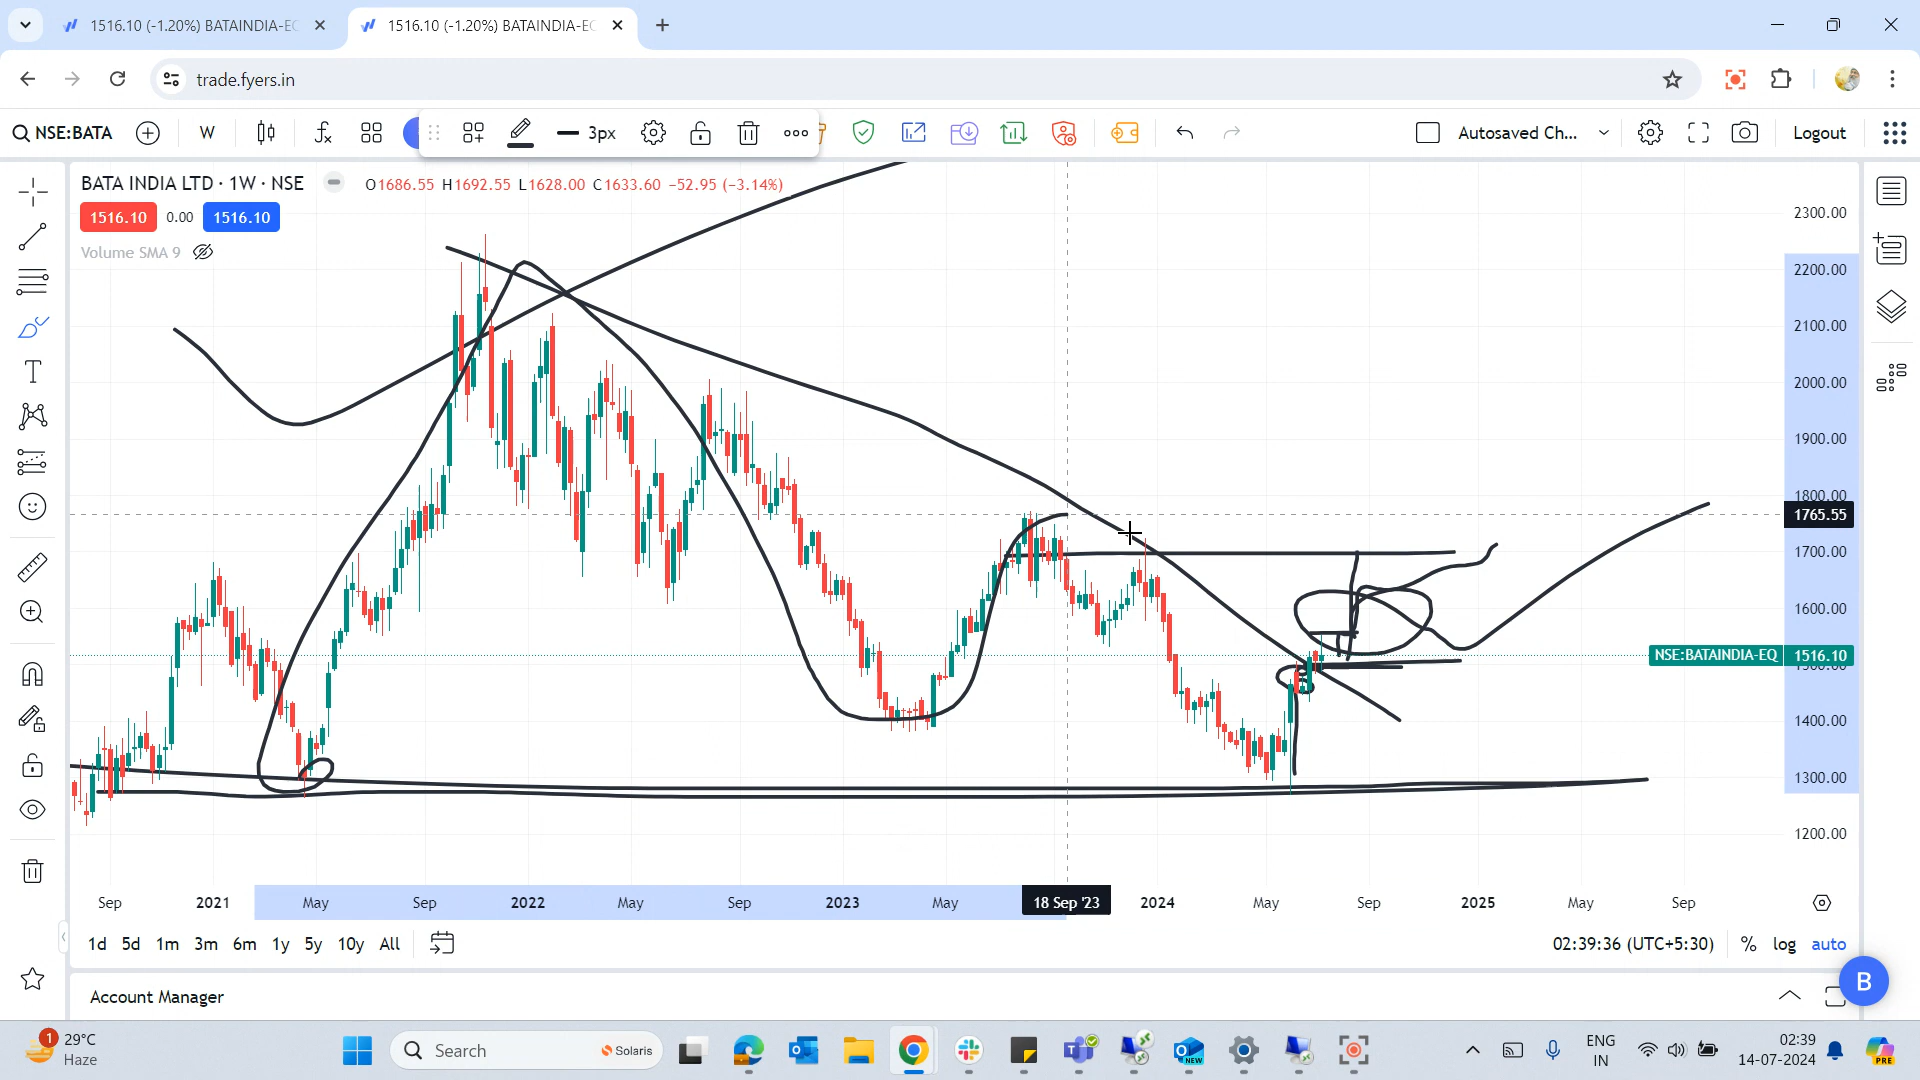 1516.10 (-1.20%) BATAINDIA-EC
1516.10 (-1.20%) BATAINDIA-EC
trade.fyers.in
NSE:BATA
W
3px
Autosaved Ch...
Logout
BATA INDIA LTD · 1W · NSE
O1686.55 H1692.55 L1628.00 C1633.60 −52.95 (−3.14%)
1516.10
0.00
1516.10
Volume SMA 9
2300.00
2200.00
2100.00
2000.00
1900.00
1800.00
1765.55
1700.00
1600.00
NSE:BATAINDIA-EQ
1516.10
1500.00
1400.00
1300.00
1200.00
Sep
2021
May
Sep
2022
May
Sep
2023
May
18 Sep '23
2024
May
Sep
2025
May
Sep
1d
5d
1m
3m
6m
1y
5y
10y
All
02:39:36 (UTC+5:30)
%
log
auto
B
Account Manager
1
29°C
Haze
Search
Solaris
NEW
ENG
IN
02:39
14-07-2024
PRE